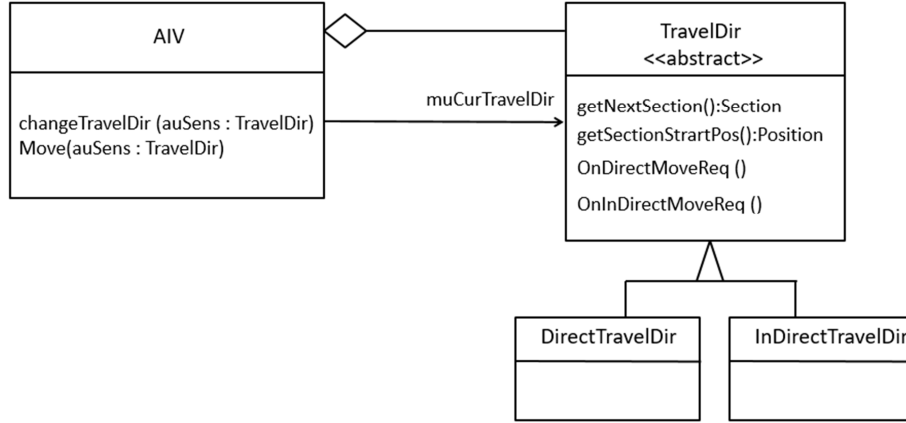 AIV
changeTravelDir (auSens : TravelDir)
Move(auSens : TravelDir)
muCurTravelDir
TravelDir
<<abstract>>
getNextSection():Section
getSectionStrartPos():Position
OnDirectMoveReq ()
OnInDirectMoveReq ()
DirectTravelDir
InDirectTravelDir